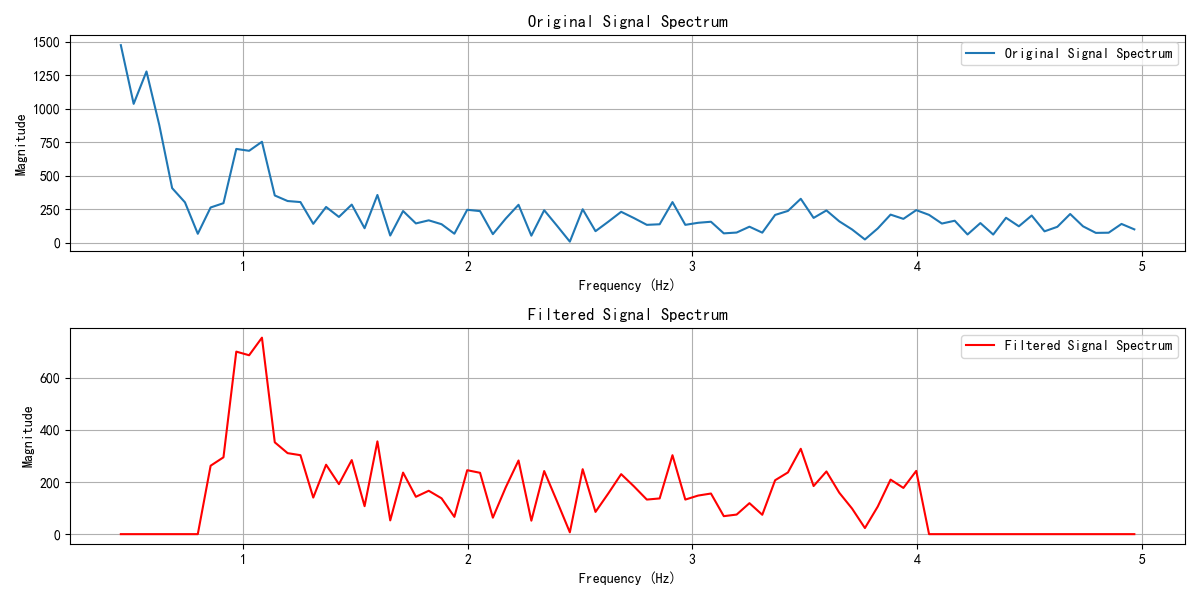 Original Signal Spectrum
Original Signal Spectrum
1500
1250
1000
750
500
250
0
Magnitude
1 2 3 4 5
Frequency (Hz)
Filtered Signal Spectrum
Filtered Signal Spectrum
600
400
200
0
Magnitude
1 2 3 4 5
Frequency (Hz)